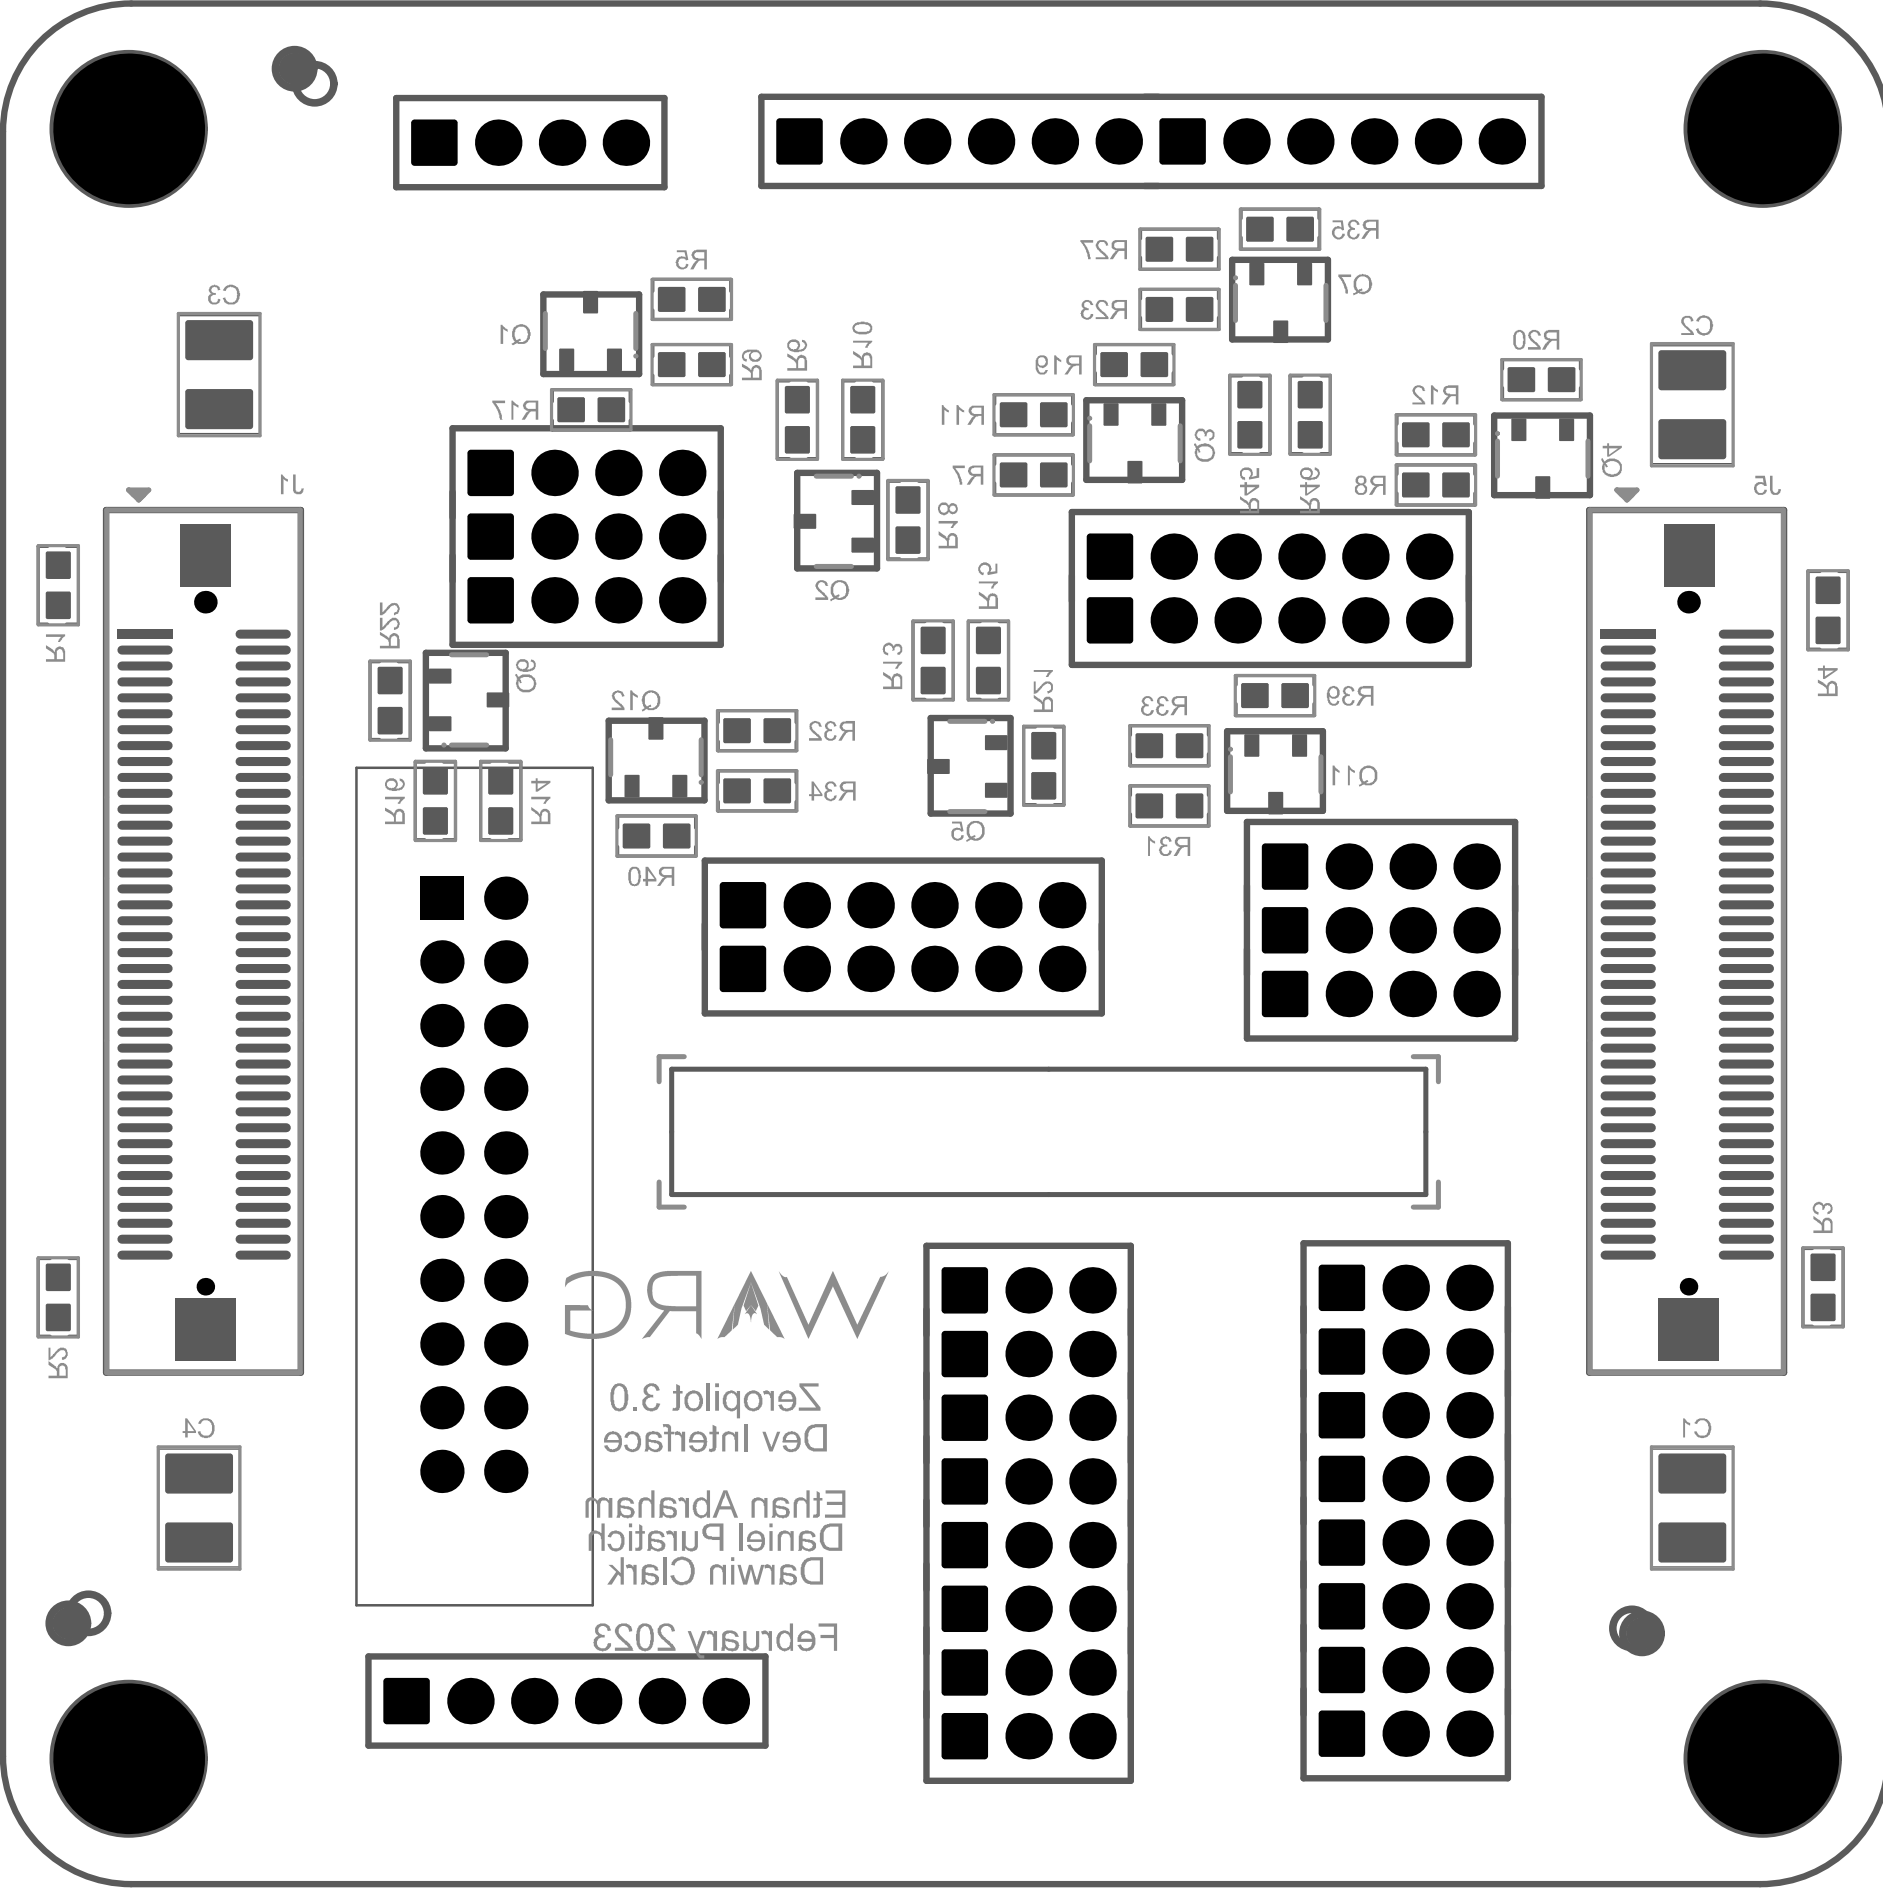 R35
R27
R5
Q7
C3
R23
C2
Q1
R6
R10
R20
R9
R19
R12
R17
R11
Q3
Q4
R7
R45
R46
R8
J1
J5
R18
Q2
R15
R1
R22
R13
Q6
R21
R4
Q12
R33
R39
R32
Q11
R16
R14
R34
Q5
R31
R40
R3
WARG
R2
Zeropilot 3.0
C4
C1
Dev Interface
Ethan Abraham
Daniel Puratich
Darwin Clark
February 2023